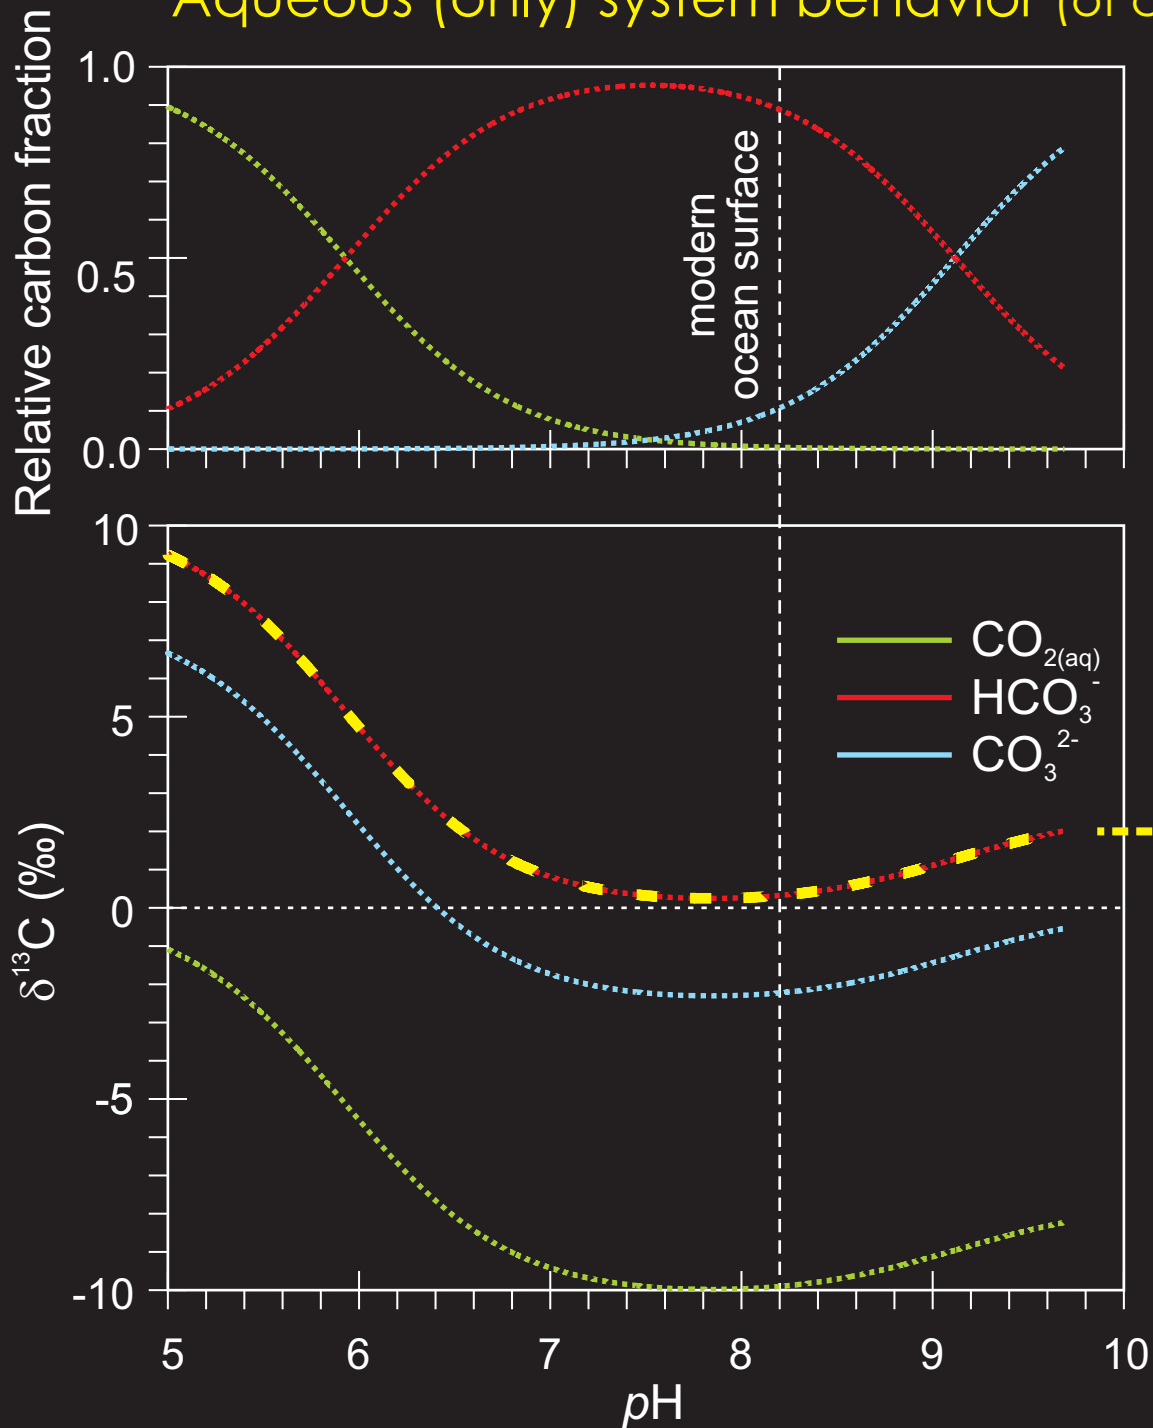 Aqueous (only) system behavior (of
Relative carbon fraction
1.0
0.5
0.0
modern
ocean surface
10
5
0
-5
-10
δ¹³C (‰)
CO₂(aq)
HCO₃⁻
CO₃²⁻
5 6 7 8 9 10
pH